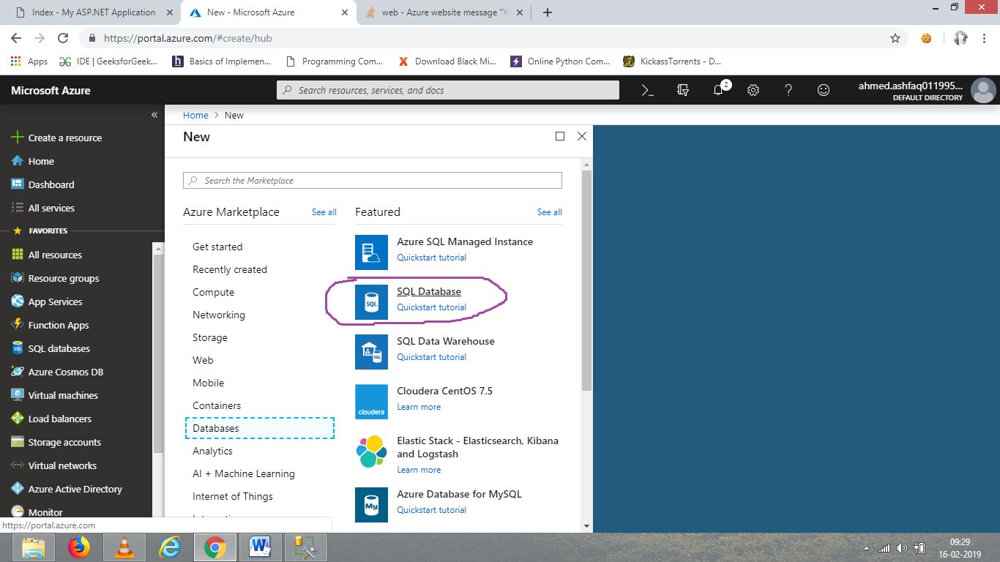 Index - My ASP.NET Application
New - Microsoft Azure
web - Azure website message "Yo
https://portal.azure.com/#create/hub
Apps
IDE | GeeksforGeek...
Basics of Implemen...
Programming Com...
Download Black Mi...
Online Python Com...
KickassTorrents - D...
Microsoft Azure
Search resources, services, and docs
2
ahmed.ashfaq011995...
DEFAULT DIRECTORY
«
Create a resource
Home
Dashboard
All services
FAVORITES
All resources
Resource groups
App Services
Function Apps
SQL databases
Azure Cosmos DB
Virtual machines
Load balancers
Storage accounts
Virtual networks
Azure Active Directory
Monitor
https://portal.azure.com
Home > New
New
Search the Marketplace
Azure Marketplace
See all
Get started
Recently created
Compute
Networking
Storage
Web
Mobile
Containers
Databases
Analytics
AI + Machine Learning
Internet of Things
Featured
See all
Azure SQL Managed Instance
Quickstart tutorial
SQL
SQL Database
Quickstart tutorial
SQL
SQL Data Warehouse
Quickstart tutorial
cloudera
Cloudera CentOS 7.5
Learn more
Elastic Stack - Elasticsearch, Kibana
and Logstash
Learn more
My
Azure Database for MySQL
Quickstart tutorial
09:29
16-02-2019